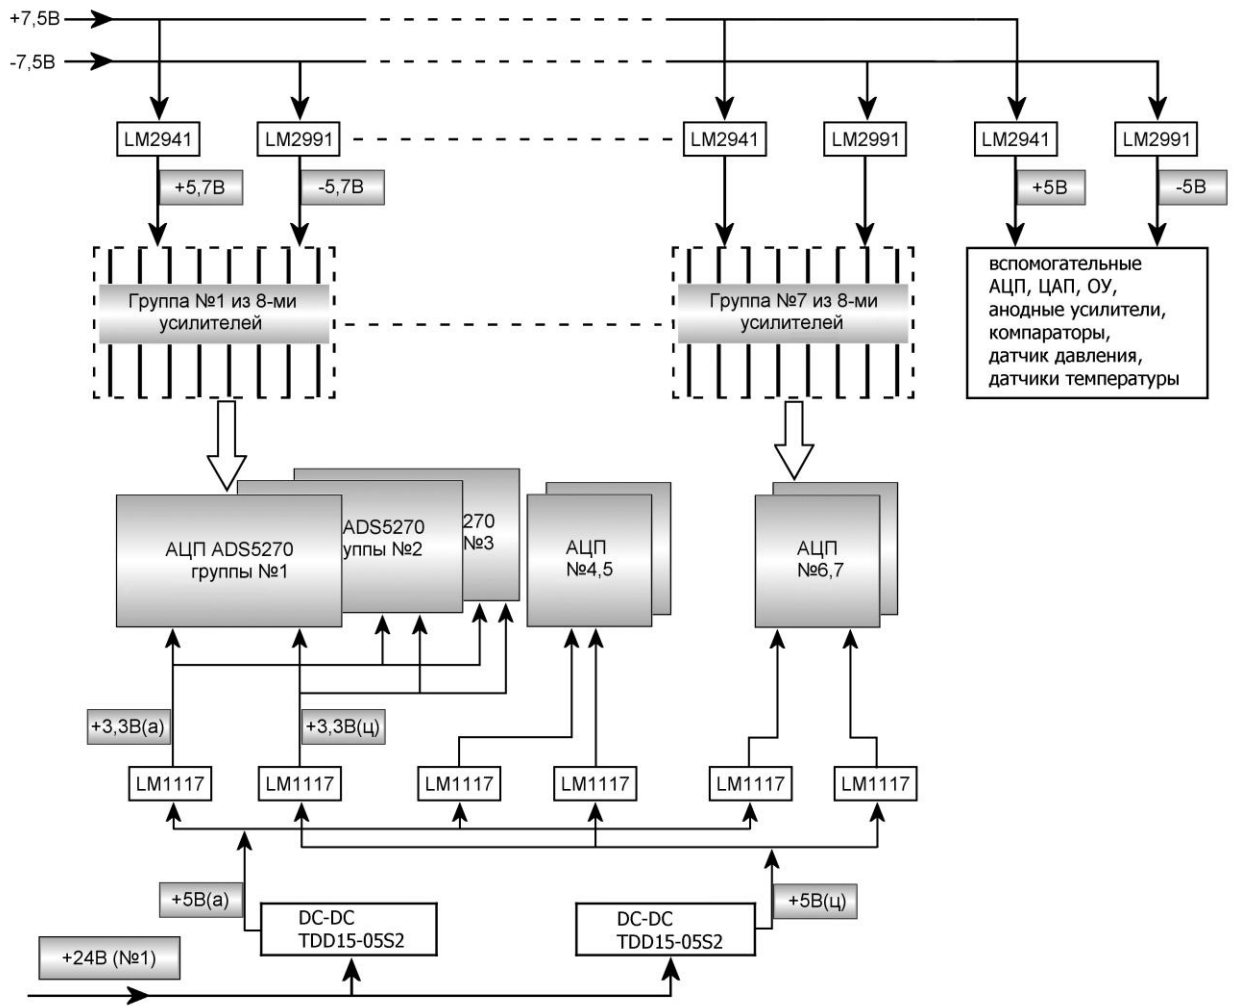 +7,5В
-7,5В
LM2941
LM2991
LM2941
LM2991
LM2941
LM2991
+5,7В
-5,7В
+5В
-5В
Группа №1 из 8-ми
усилителей
Группа №7 из 8-ми
усилителей
вспомогательные
АЦП, ЦАП, ОУ,
анодные усилители,
компараторы,
датчик давления,
датчики температуры
АЦП ADS5270
группы №1
ADS5270
уппы №2
270
№3
АЦП
№4,5
АЦП
№6,7
+3,3В(а)
+3,3В(ц)
LM1117
LM1117
LM1117
LM1117
LM1117
LM1117
+5В(а)
DC-DC
TDD15-05S2
DC-DC
TDD15-05S2
+5В(ц)
+24В (№1)